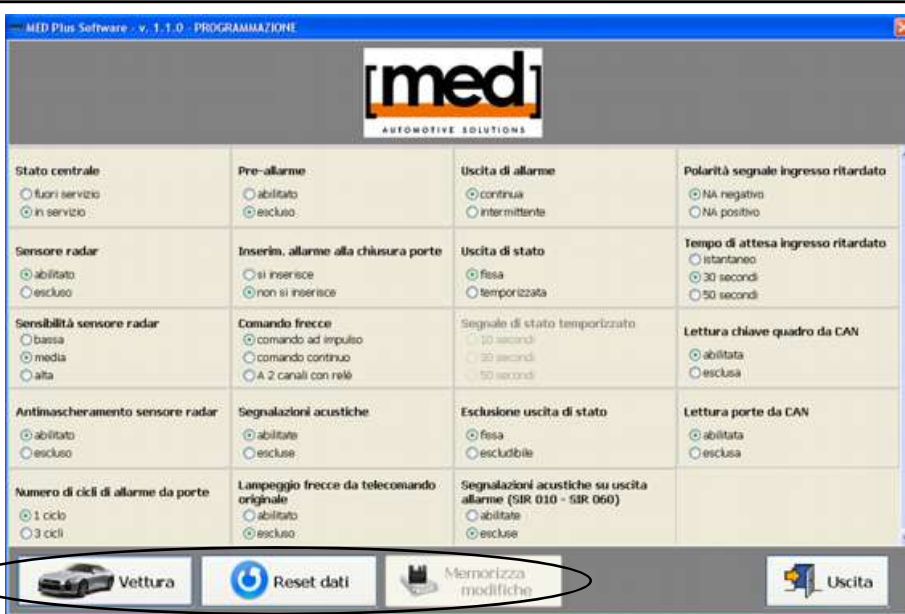 MED Plus Software - v. 1.1.0 - PROGRAMMAZIONE
[med]
AUTOMOTIVE SOLUTIONS
Stato centrale
fuori servizio
in servizio
Pre-allarme
abilitato
escluso
Uscita di allarme
continua
intermittente
Polarità segnale ingresso ritardato
NA negativo
NA positivo
Sensore radar
abilitato
escluso
Inserim. allarme alla chiusura porte
si inserisce
non si inserisce
Uscita di stato
fissa
temporizzata
Tempo di attesa ingresso ritardato
istantaneo
30 secondi
50 secondi
Sensibilità sensore radar
bassa
media
alta
Comando frecce
comando ad impulso
comando continuo
A 2 canali con relè
Segnale di stato temporizzato
10 secondi
30 secondi
50 secondi
Lettura chiave quadro da CAN
abilitata
esclusa
Antimascheramento sensore radar
abilitato
escluso
Segnalazioni acustiche
abilitate
escluse
Esclusione uscita di stato
fissa
escludibile
Lettura porte da CAN
abilitata
esclusa
Numero di cicli di allarme da porte
1 ciclo
3 cicli
Lampeggio frecce da telecomando
originale
abilitato
escluso
Segnalazioni acustiche su uscita
allarme (SIR 010 - SIR 060)
abilitate
escluse
Vettura
Reset dati
Memorizza
modifiche
Uscita